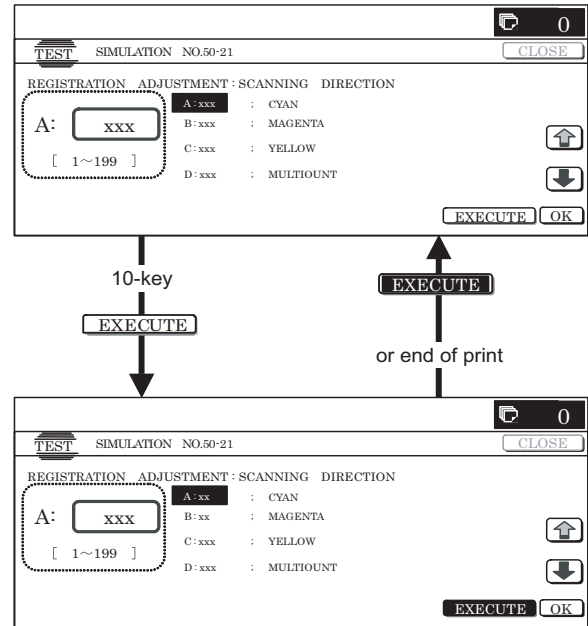 0
TEST SIMULATION NO.50-21 CLOSE
REGISTRATION ADJUSTMENT : SCANNING DIRECTION
A: xxx
[ 1～199 ]
A : xxx ; CYAN
B : xxx ; MAGENTA
C : xxx ; YELLOW
D : xxx ; MULTIOUNT
EXECUTE OK
10-key
EXECUTE
EXECUTE
or end of print
0
TEST SIMULATION NO.50-21 CLOSE
REGISTRATION ADJUSTMENT : SCANNING DIRECTION
A: xxx
[ 1～199 ]
A : xx ; CYAN
B : xx ; MAGENTA
C : xxx ; YELLOW
D : xxx ; MULTIOUNT
EXECUTE OK